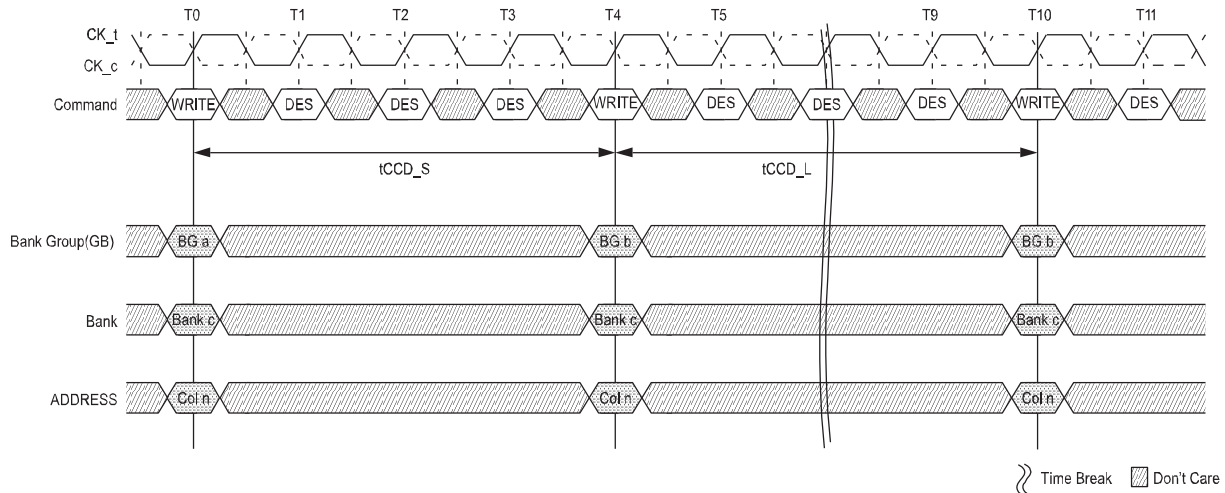 T0 T1 T2 T3 T4 T5 T9 T10 T11
CK_t
CK_c
Command WRITE DES DES DES WRITE DES DES DES WRITE DES
tCCD_S tCCD_L
Bank Group(GB) BG a BG b BG b
Bank Bank c Bank c Bank c
ADDRESS Col n Col n Col n
Time Break Don't Care